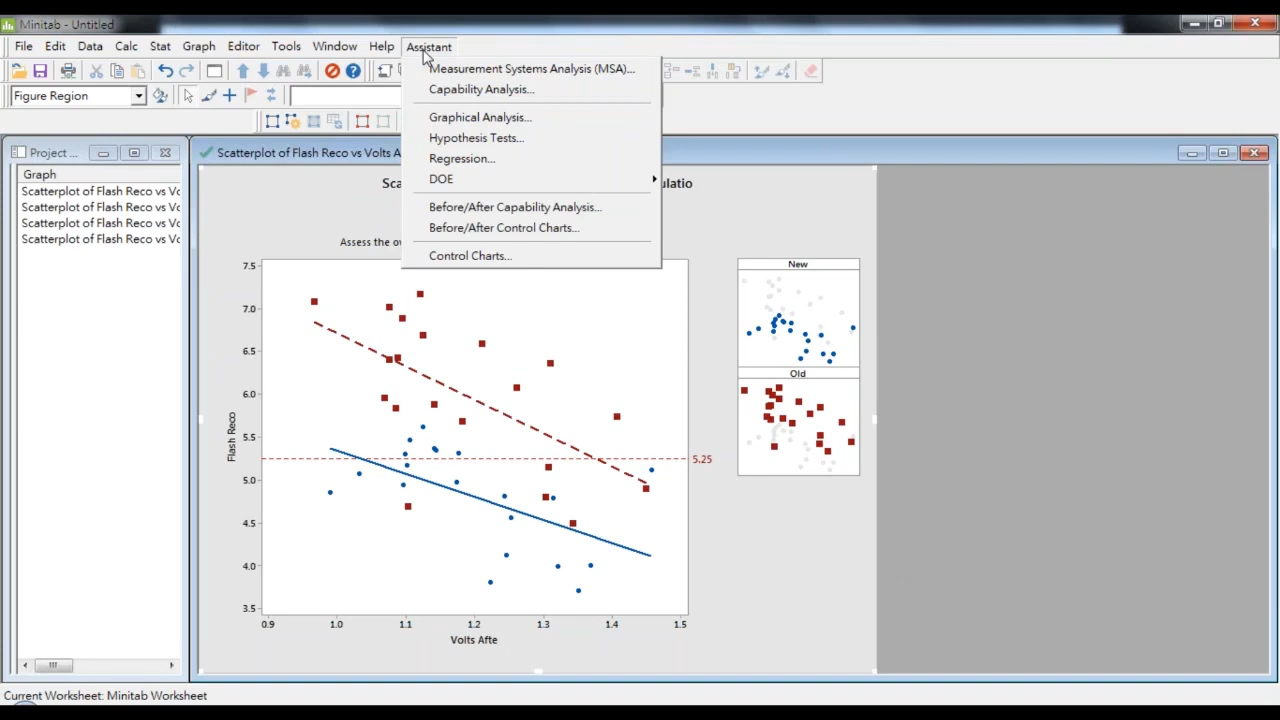 Minitab - Untitled
File Edit Data Calc Stat Graph Editor Tools Window Help Assistant
Measurement Systems Analysis (MSA)...
Capability Analysis...
Graphical Analysis...
Hypothesis Tests...
Regression...
DOE
Before/After Capability Analysis...
Before/After Control Charts...
Control Charts...
Figure Region
Project ...
Graph
Scatterplot of Flash Reco vs Vo
Scatterplot of Flash Reco vs Vo
Scatterplot of Flash Reco vs Vo
Scatterplot of Flash Reco vs Vo
Scatterplot of Flash Reco vs Volts A
Sca
ulatio
Assess the ov
Flash Reco
7.5
7.0
6.5
6.0
5.5
5.0
4.5
4.0
3.5
5.25
0.9 1.0 1.1 1.2 1.3 1.4 1.5
Volts Afte
New
Old
Current Worksheet: Minitab Worksheet